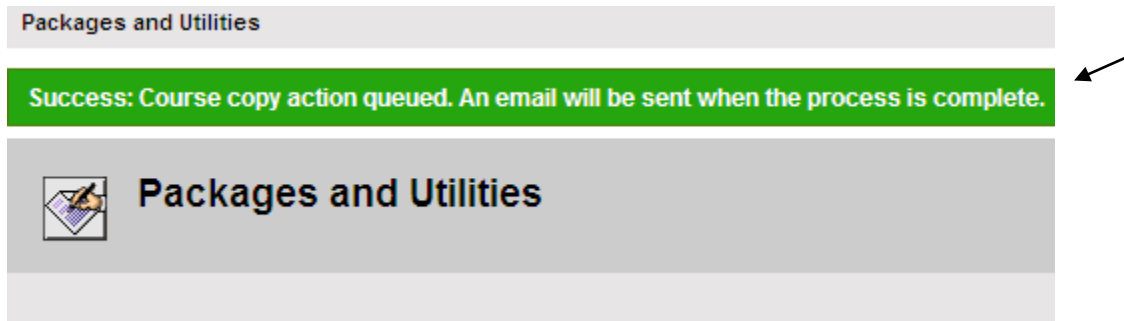 Packages and Utilities
Success: Course copy action queued. An email will be sent when the process is complete.
Packages and Utilities